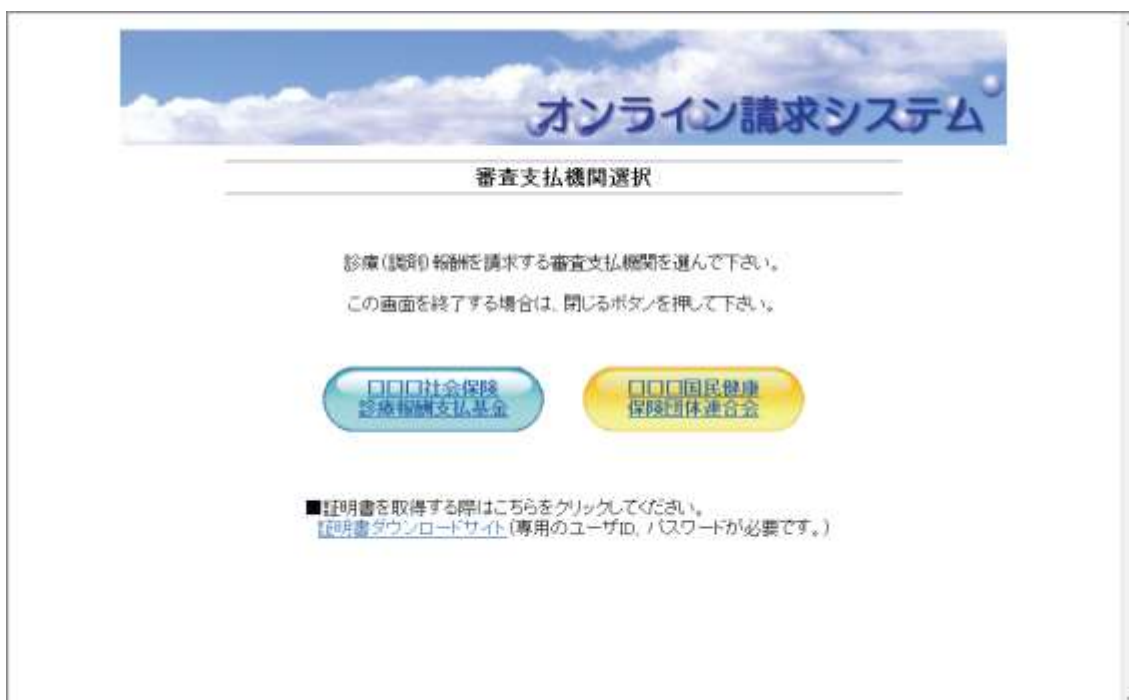 オンライン請求システム
審査支払機関選択
診療(調剤)報酬を請求する審査支払機関を選んで下さい。
この画面を終了する場合は、閉じるボタンを押して下さい。
□□□社会保険
診療報酬支払基金
□□□国民健康
保険団体連合会
■証明書を取得する際はこちらをクリックしてください。
証明書ダウンロードサイト(専用のユーザID、パスワードが必要です。)